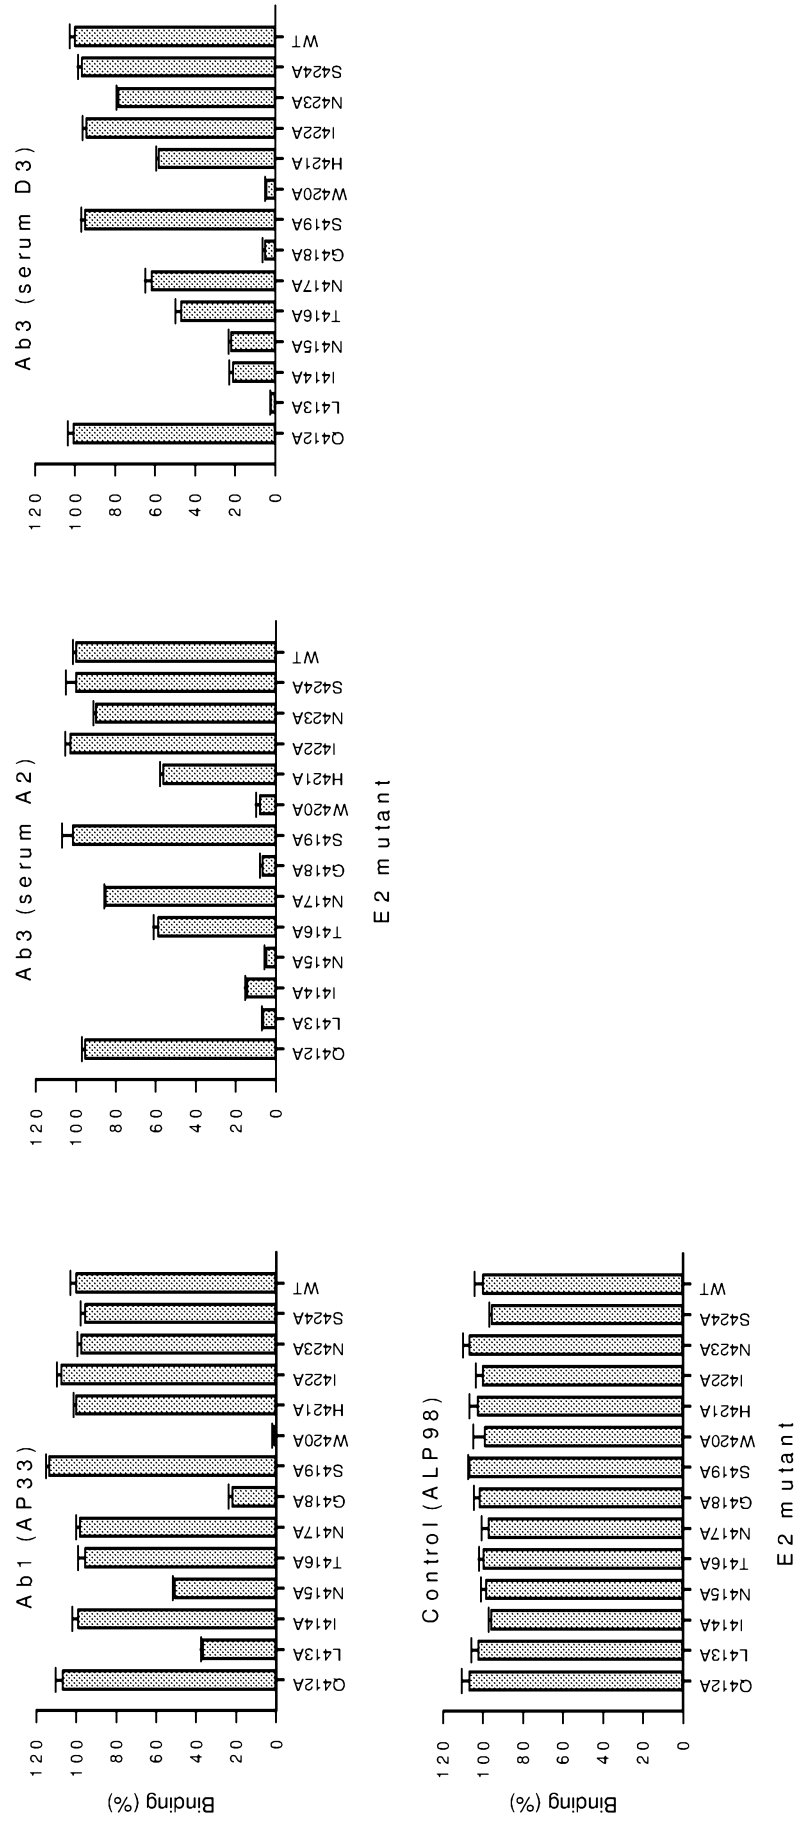 Ab1 (AP33)
Binding (%)
120
100
80
60
40
20
0
Q412A
L413A
I414A
N415A
T416A
N417A
G418A
S419A
W420A
H421A
I422A
N423A
S424A
WT
Ab3 (serum A2)
120
100
80
60
40
20
0
Q412A
L413A
I414A
N415A
T416A
N417A
G418A
S419A
W420A
H421A
I422A
N423A
S424A
WT
E2 mutant
Ab3 (serum D3)
120
100
80
60
40
20
0
Q412A
L413A
I414A
N415A
T416A
N417A
G418A
S419A
W420A
H421A
I422A
N423A
S424A
WT
Control (ALP98)
Binding (%)
120
100
80
60
40
20
0
Q412A
L413A
I414A
N415A
T416A
N417A
G418A
S419A
W420A
H421A
I422A
N423A
S424A
WT
E2 mutant